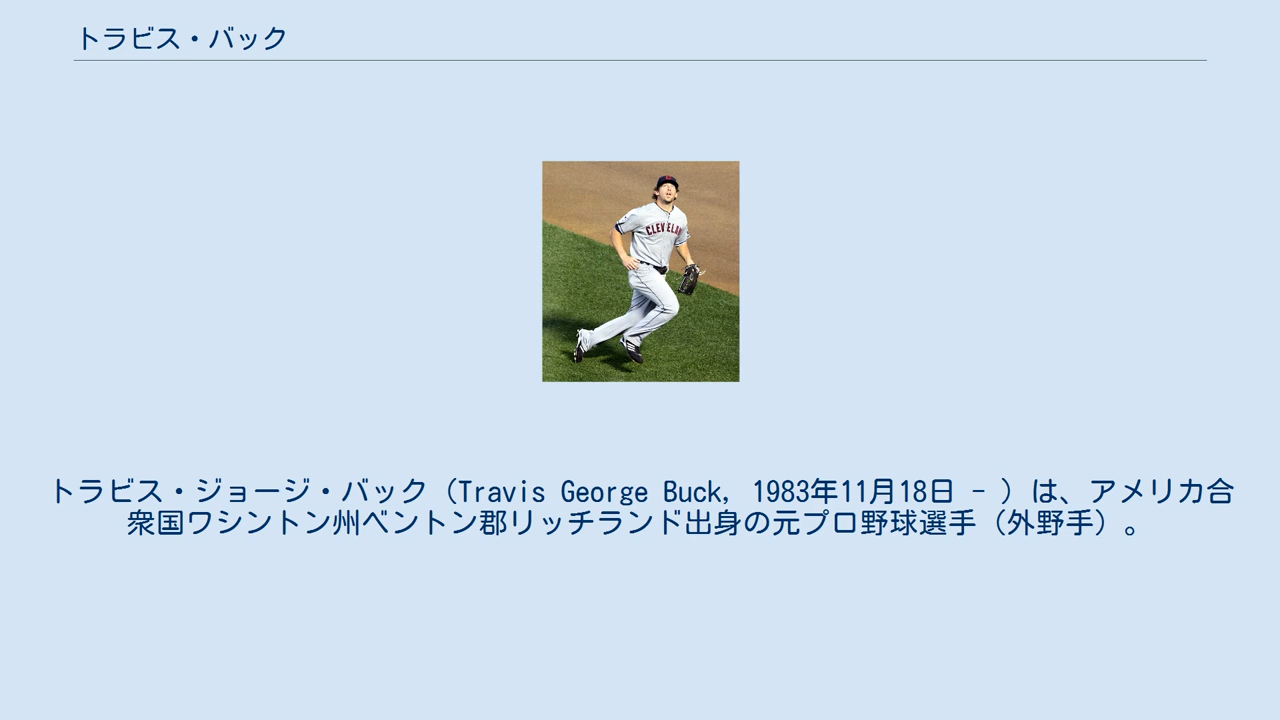 トラビス・バック
CLEVELAN
トラビス・ジョージ・バック（Travis George Buck, 1983年11月18日 - ）は、アメリカ合
衆国ワシントン州ベントン郡リッチランド出身の元プロ野球選手（外野手）。